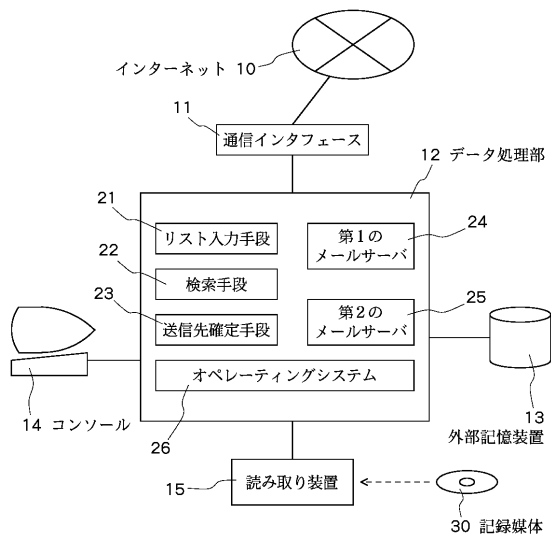 インターネット 10
11
通信インタフェース
12 データ処理部
21
リスト入力手段
22
検索手段
23
送信先確定手段
24
第1の
メールサーバ
25
第2の
メールサーバ
オペレーティングシステム
26
14 コンソール
13
外部記憶装置
15
読み取り装置
30 記録媒体